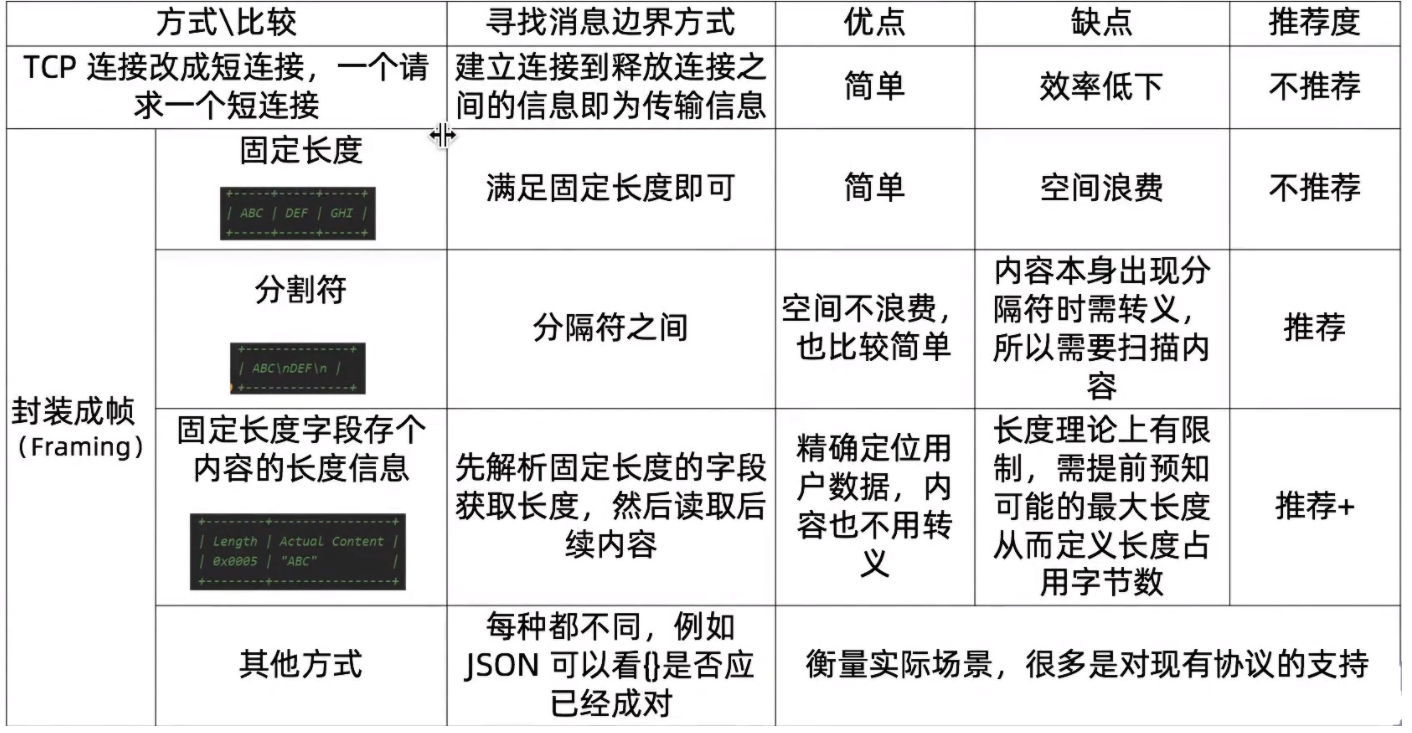 方式\比较 寻找消息边界方式 优点 缺点 推荐度
TCP 连接改成短连接，一个请
求一个短连接
建立连接到释放连接之
间的信息即为传输信息
简单
效率低下
不推荐
封装成帧
（Framing）
固定长度
+-----+-----+-----+
| ABC | DEF | GHI |
+-----+-----+-----+
满足固定长度即可
简单
空间浪费
不推荐
分割符
+--------------+
| ABC\nDEF\n |
+--------------+
分隔符之间
空间不浪费，
也比较简单
内容本身出现分
隔符时需转义，
所以需要扫描内
容
推荐
固定长度字段存个
内容的长度信息
+--------+----------------+
| Length | Actual Content |
| 0x0005 | "ABC" |
+--------+----------------+
先解析固定长度的字段
获取长度，然后读取后
续内容
精确定位用
户数据，内
容也不用转
义
长度理论上有限
制，需提前预知
可能的最大长度
从而定义长度占
用字节数
推荐+
其他方式
每种都不同，例如
JSON 可以看{}是否应
已经成对
衡量实际场景，很多是对现有协议的支持